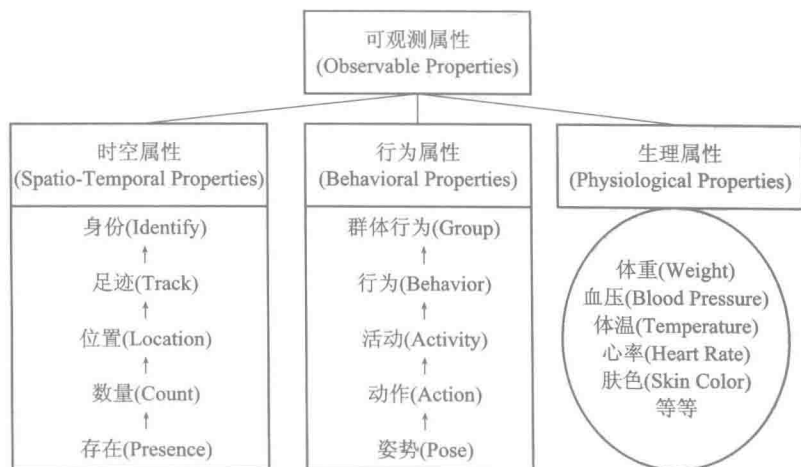 可观测属性
(Observable Properties)
时空属性
(Spatio-Temporal Properties)
身份(Identify)
↑
足迹(Track)
↑
位置(Location)
↑
数量(Count)
↑
存在(Presence)
行为属性
(Behavioral Properties)
群体行为(Group)
↑
行为(Behavior)
↑
活动(Activity)
↑
动作(Action)
↑
姿势(Pose)
生理属性
(Physiological Properties)
体重(Weight)
血压(Blood Pressure)
体温(Temperature)
心率(Heart Rate)
肤色(Skin Color)
等等